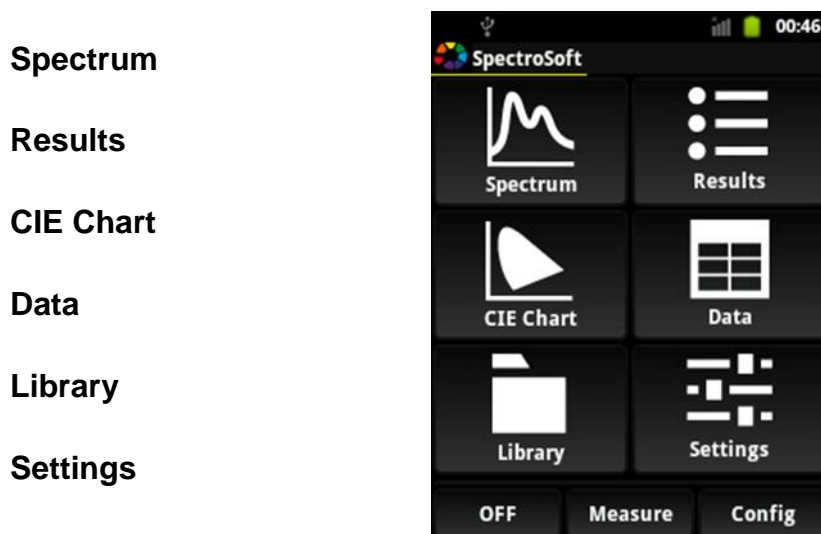 Spectrum
Results
CIE Chart
Data
Library
Settings
00:46
SpectroSoft
Spectrum
Results
CIE Chart
Data
Library
Settings
OFF
Measure
Config